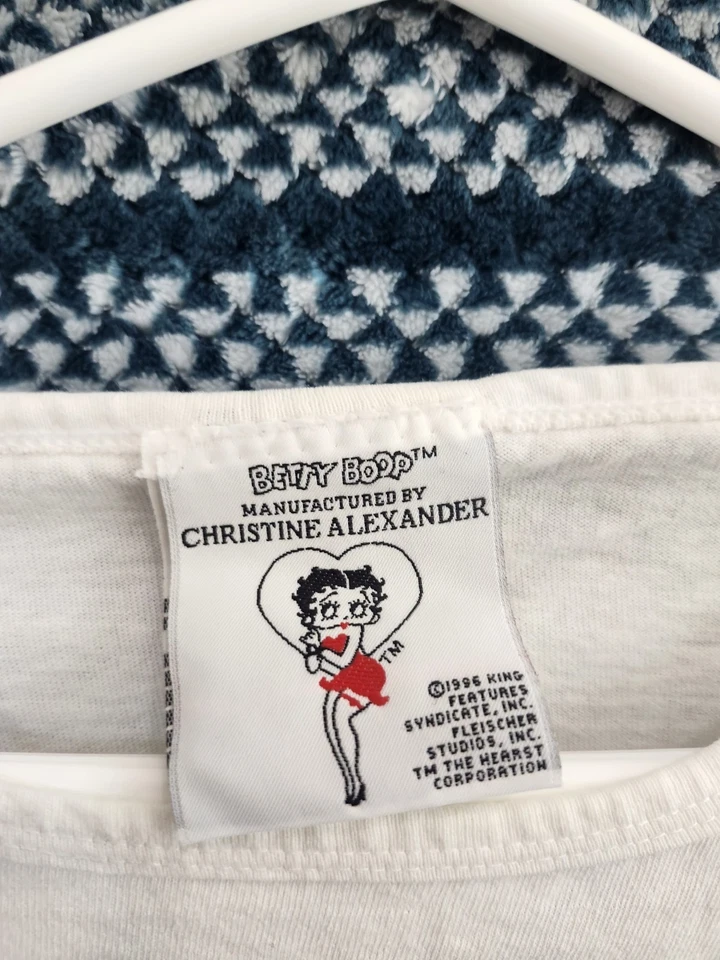 BETTY BOOP™
MANUFACTURED BY
CHRISTINE ALEXANDER
TM
©1996 KING
FEATURES
SYNDICATE, INC.
FLEISCHER
STUDIOS, INC.
TM THE HEARST
CORPORATION